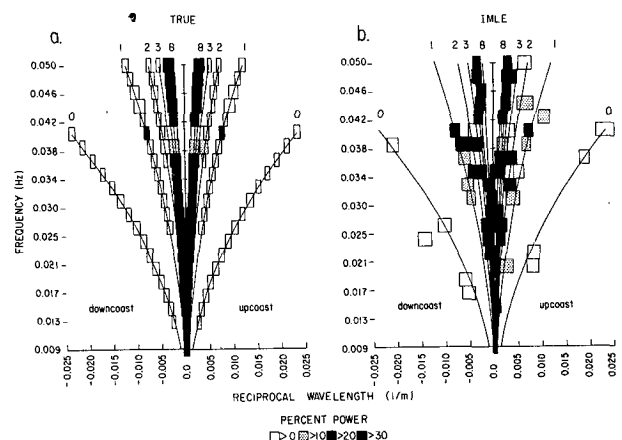 TRUE
IMLE
a.
b.
1 2 3 8 8 3 2 1
1 2 3 8 8 3 2 1
0 0
0 0
0.050
0.046
0.042
0.038
0.034
0.030
0.025
0.021
0.017
0.013
0.009
0.050
0.046
0.042
0.038
0.034
0.030
0.025
0.021
0.017
0.013
0.009
FREQUENCY (Hz)
downcoast
upcoast
downcoast
upcoast
-0.025 -0.020 -0.015 -0.010 -0.005 0.000 0.005 0.010 0.015 0.020 0.025
-0.025 -0.020 -0.015 -0.010 -0.005 0.000 0.005 0.010 0.015 0.020 0.025
RECIPROCAL WAVELENGTH (1/m)
PERCENT POWER
>0 >10 >20 >30